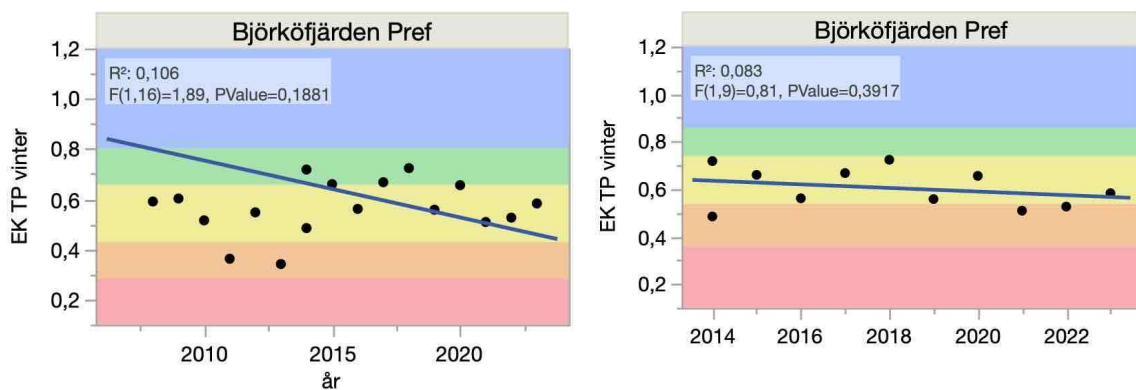 Björköfjärden Pref
R²: 0,106
F(1,16)=1,89, PValue=0,1881
EK TP vinter
1,2
1,0
0,8
0,6
0,4
0,2
2010
2015
2020
år
Björköfjärden Pref
R²: 0,083
F(1,9)=0,81, PValue=0,3917
EK TP vinter
1,2
1,0
0,8
0,6
0,4
0,2
2014
2016
2018
2020
2022